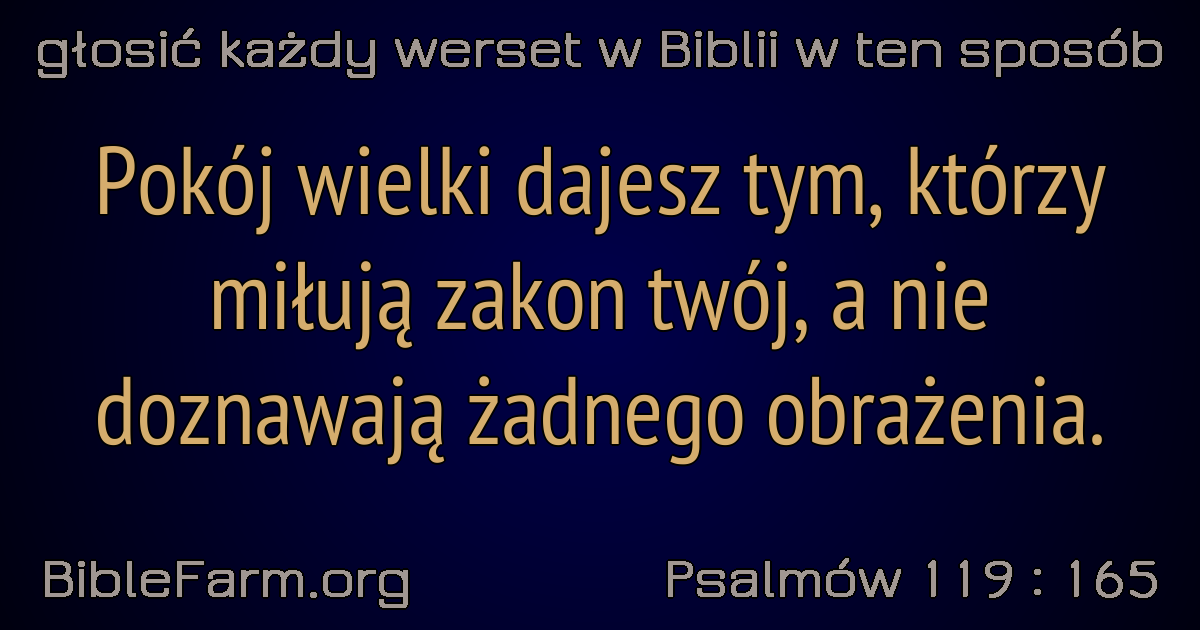 głosić każdy werset w Biblii w ten sposób
Pokój wielki dajesz tym, którzy
miłują zakon twój, a nie
doznawają żadnego obrażenia.
BibleFarm.org
Psalmów 119 : 165